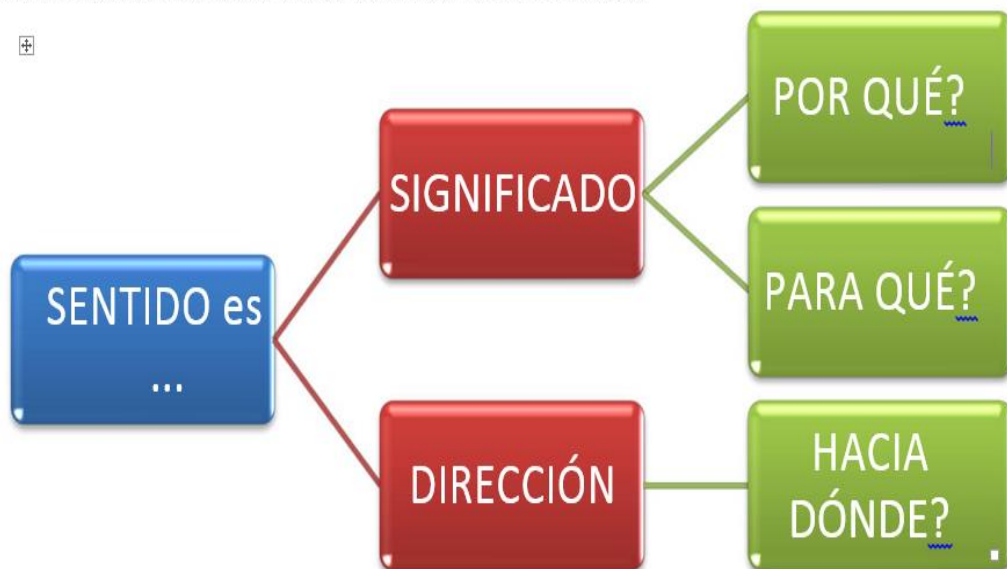 SENTIDO es
...
SIGNIFICADO
DIRECCIÓN
POR QUÉ?
PARA QUÉ?
HACIA
DÓNDE?